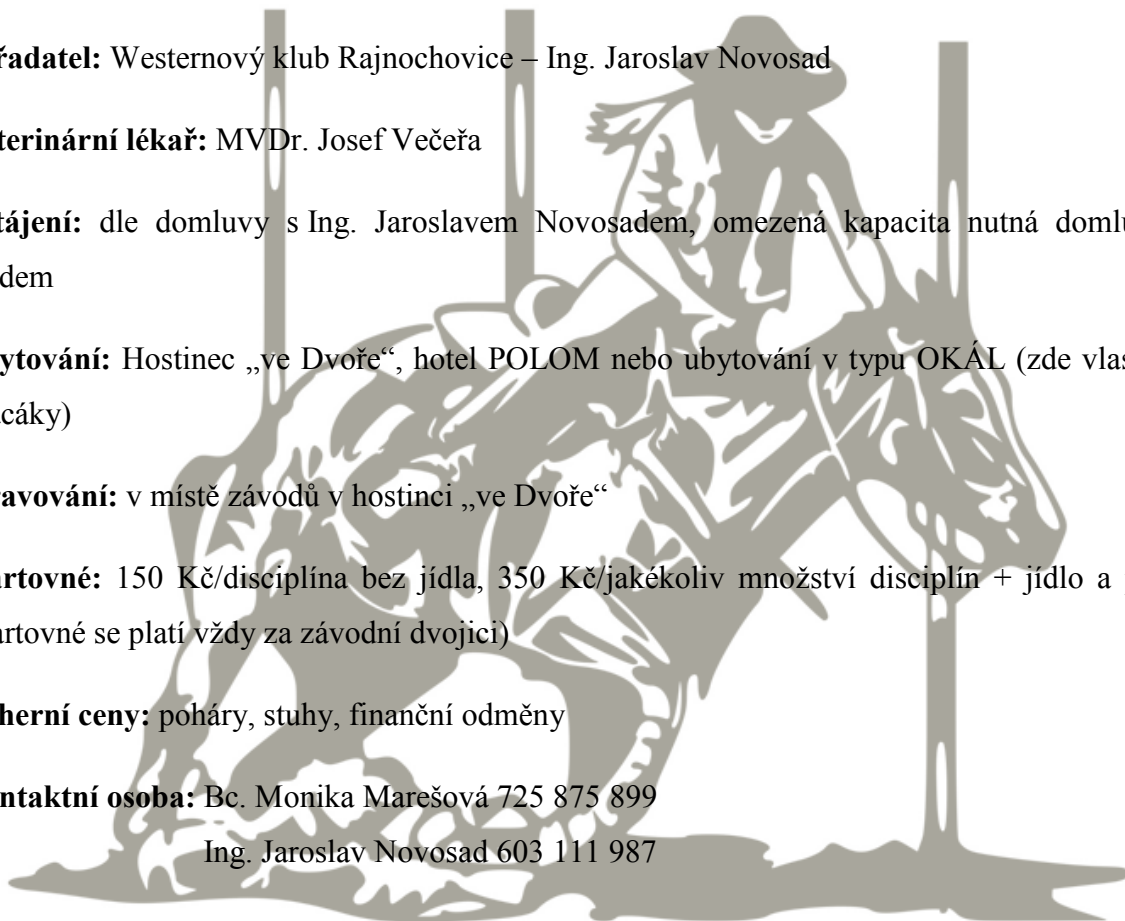 řadatel: Westernový klub Rajnochovice – Ing. Jaroslav Novosad
terinární lékař: MVDr. Josef Večeřa
tájení: dle domluvy s Ing. Jaroslavem Novosadem, omezená kapacita nutná domlu
dem
ytování: Hostinec „ve Dvoře“, hotel POLOM nebo ubytování v typu OKÁL (zde vlas
cáky)
ravování: v místě závodů v hostinci „ve Dvoře“
artovné: 150 Kč/disciplína bez jídla, 350 Kč/jakékoliv množství disciplín + jídlo a
artovné se platí vždy za závodní dvojici)
herní ceny: poháry, stuhy, finanční odměny
ntaktní osoba: Bc. Monika Marešová 725 875 899
Ing. Jaroslav Novosad 603 111 987